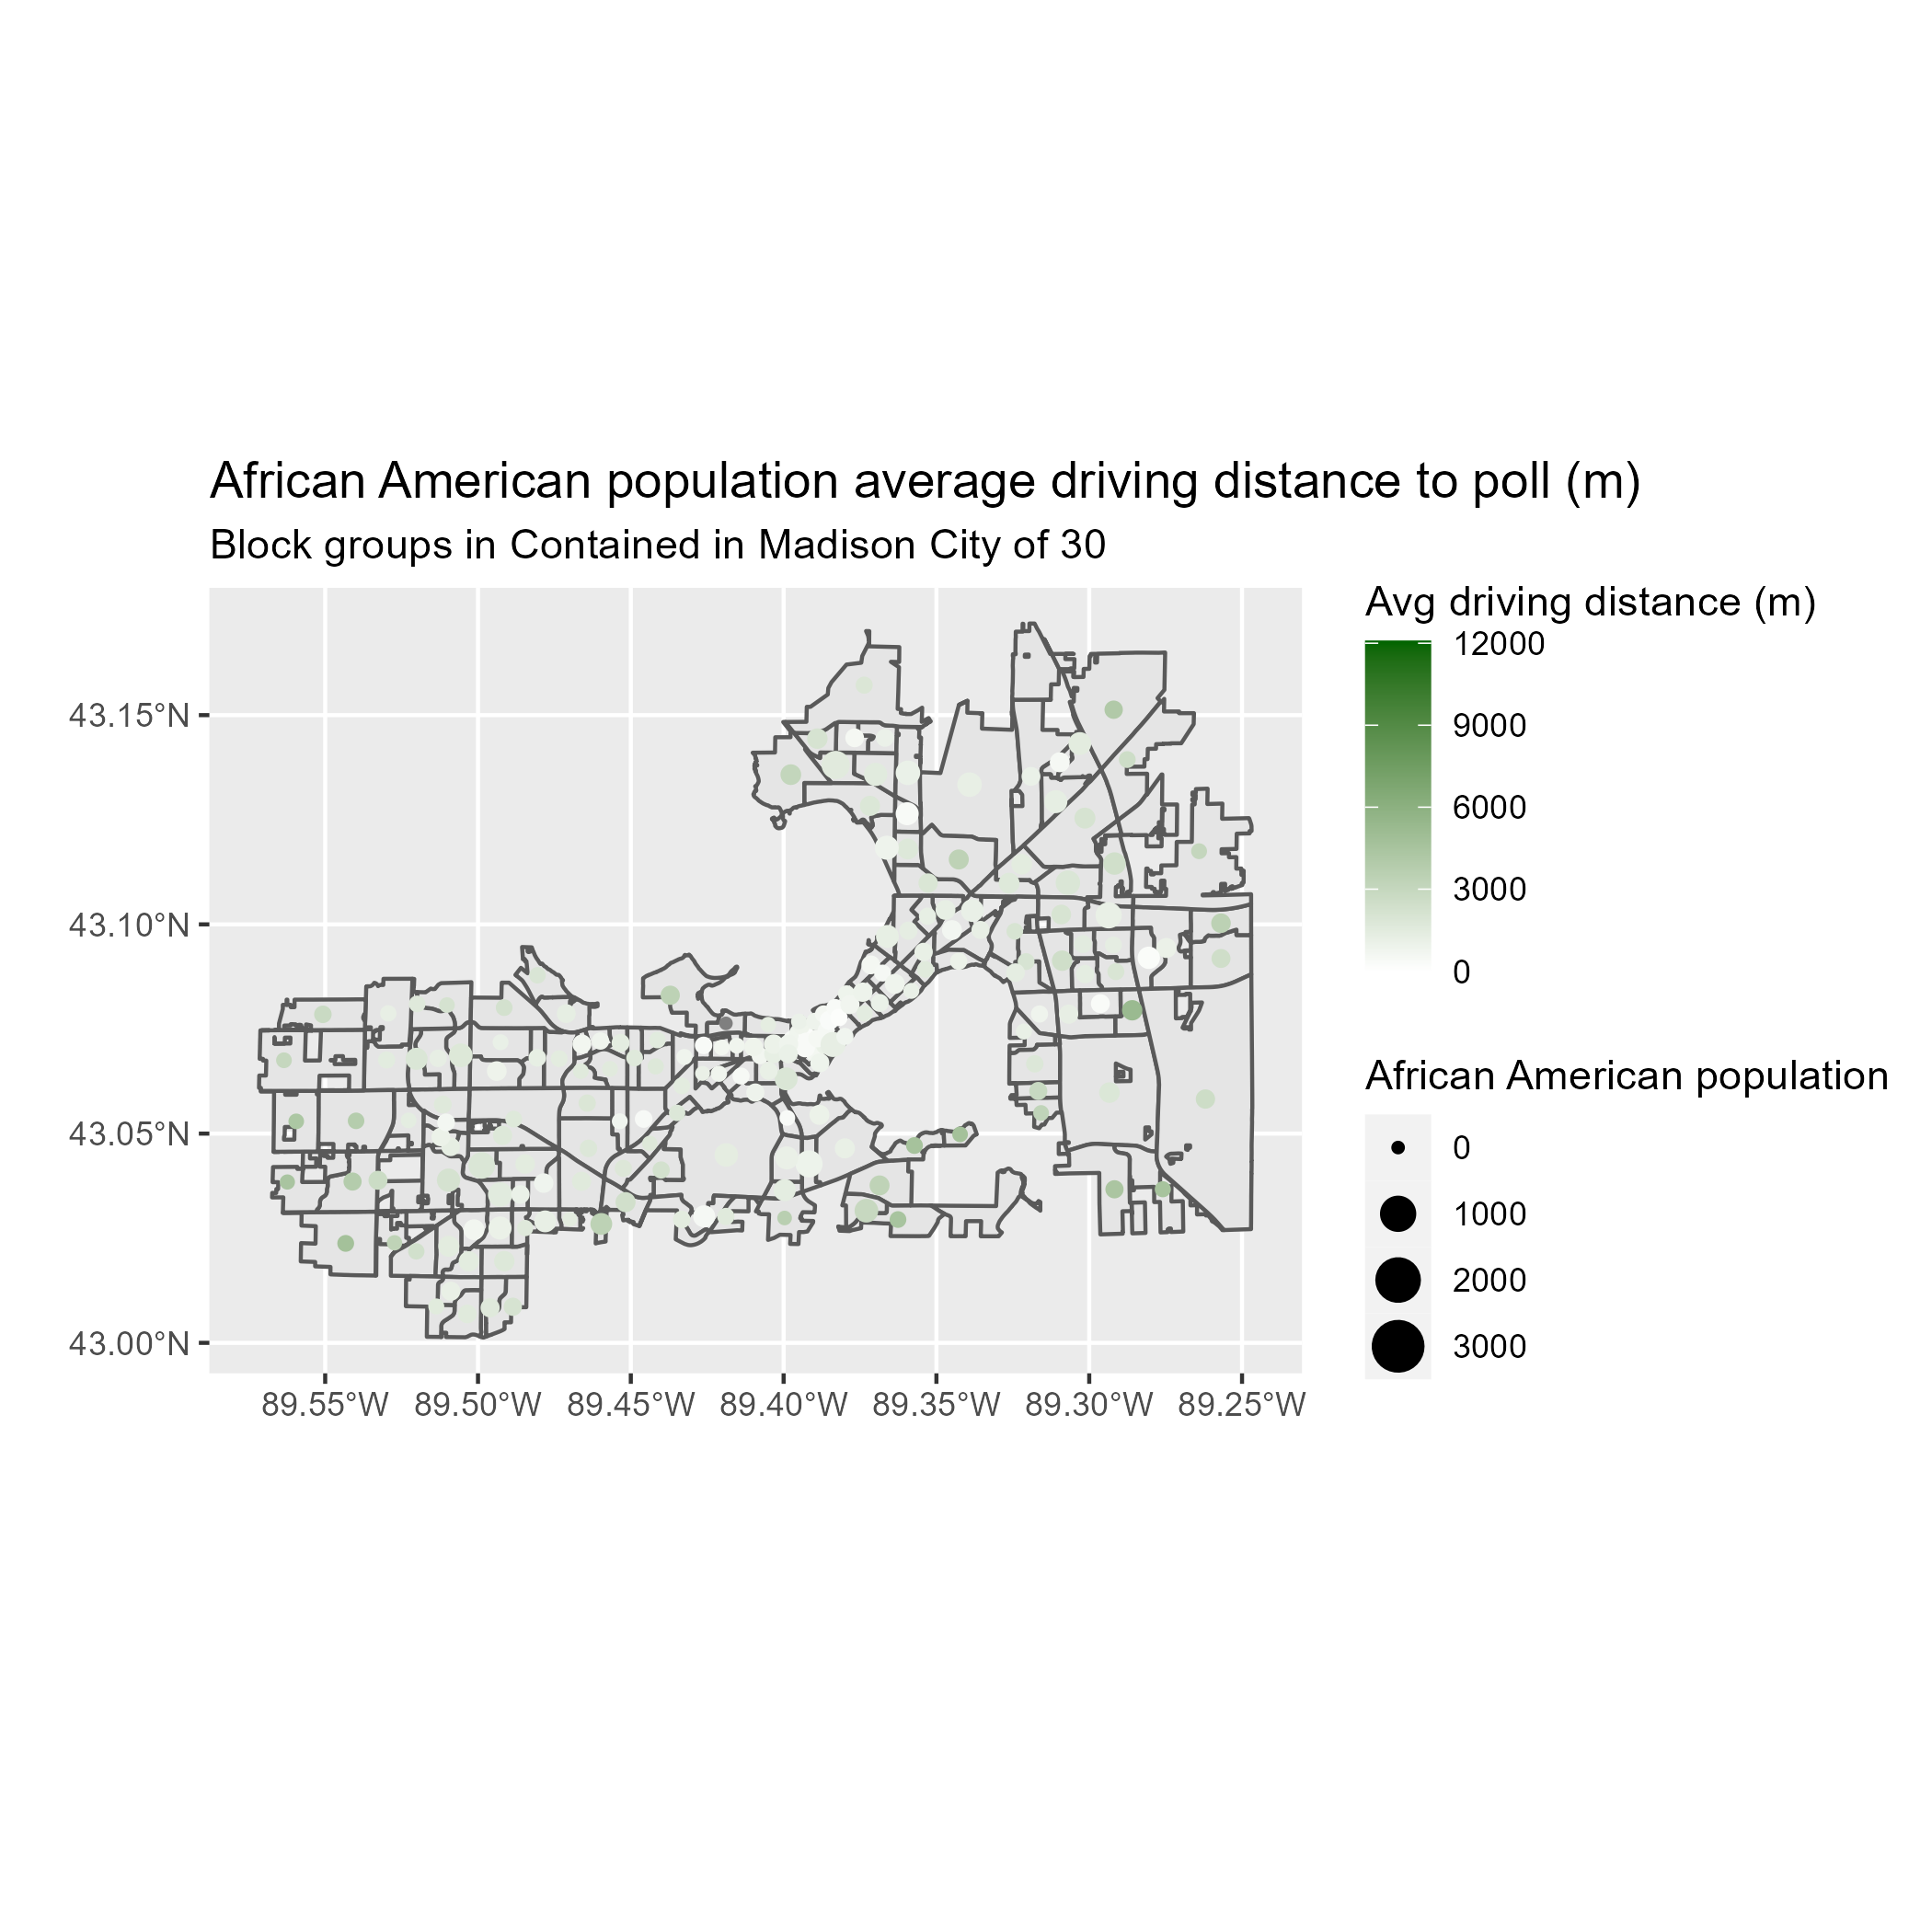 African American population average driving distance to poll (m)
Block groups in Contained in Madison City of 30
Avg driving distance (m)
12000
9000
6000
3000
0
African American population
0
1000
2000
3000
43.15°N
43.10°N
43.05°N
43.00°N
89.55°W 89.50°W 89.45°W 89.40°W 89.35°W 89.30°W 89.25°W